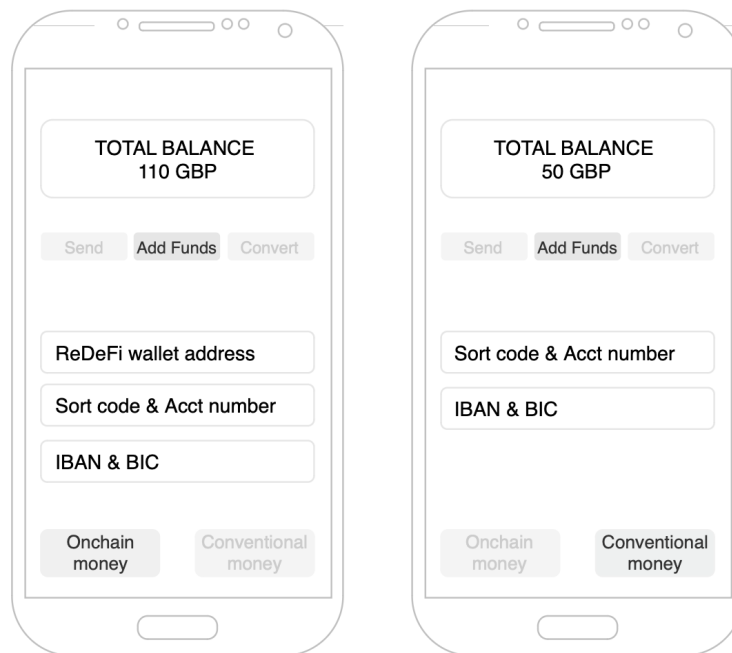 TOTAL BALANCE
110 GBP
Send Add Funds Convert
ReDeFi wallet address
Sort code & Acct number
IBAN & BIC
Onchain
money
Conventional
money
TOTAL BALANCE
50 GBP
Send Add Funds Convert
Sort code & Acct number
IBAN & BIC
Onchain
money
Conventional
money